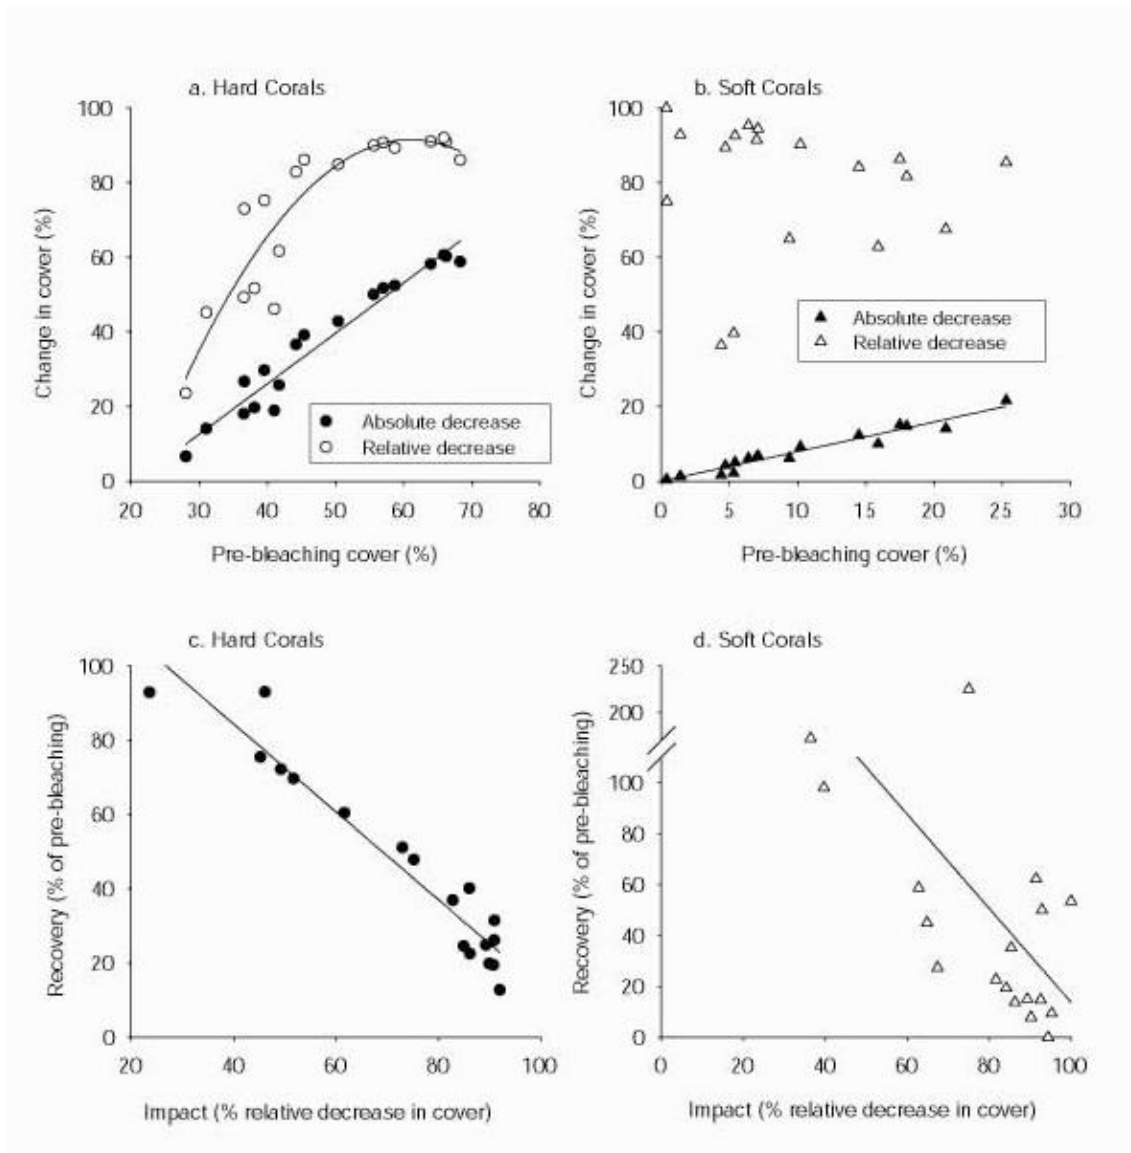 a. Hard Corals
100
80
60
40
20
0
Change in cover (%)
Absolute decrease
Relative decrease
20 30 40 50 60 70 80
Pre-bleaching cover (%)
b. Soft Corals
100
80
60
40
20
0
Change in cover (%)
Absolute decrease
Relative decrease
0 5 10 15 20 25 30
Pre-bleaching cover (%)
c. Hard Corals
100
80
60
40
20
0
Recovery (% of pre-bleaching)
20 40 60 80 100
Impact (% relative decrease in cover)
d. Soft Corals
250
200
100
80
60
40
20
0
Recovery (% of pre-bleaching)
0 20 40 60 80 100
Impact (% relative decrease in cover)